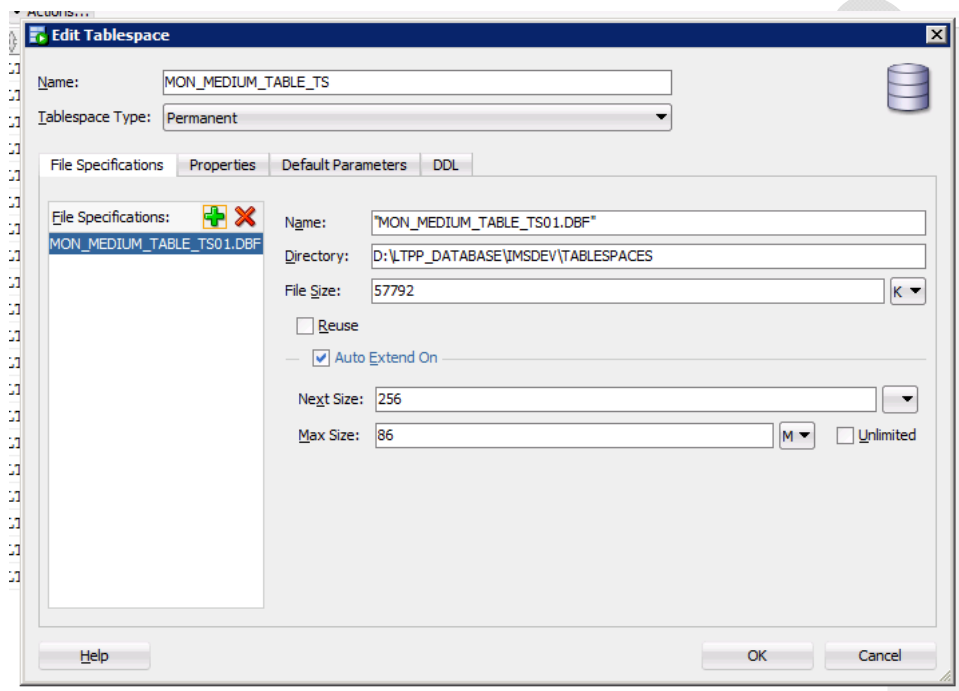 Actions...
Edit Tablespace
Name: MON_MEDIUM_TABLE_TS
Tablespace Type: Permanent
File Specifications Properties Default Parameters DDL
File Specifications:
MON_MEDIUM_TABLE_TS01.DBF
Name: "MON_MEDIUM_TABLE_TS01.DBF"
Directory: D:\LTPP_DATABASE\IMSDEV\TABLESPACES
File Size: 57792 K
Reuse
Auto Extend On
Next Size: 256
Max Size: 86 M Unlimited
Help OK Cancel